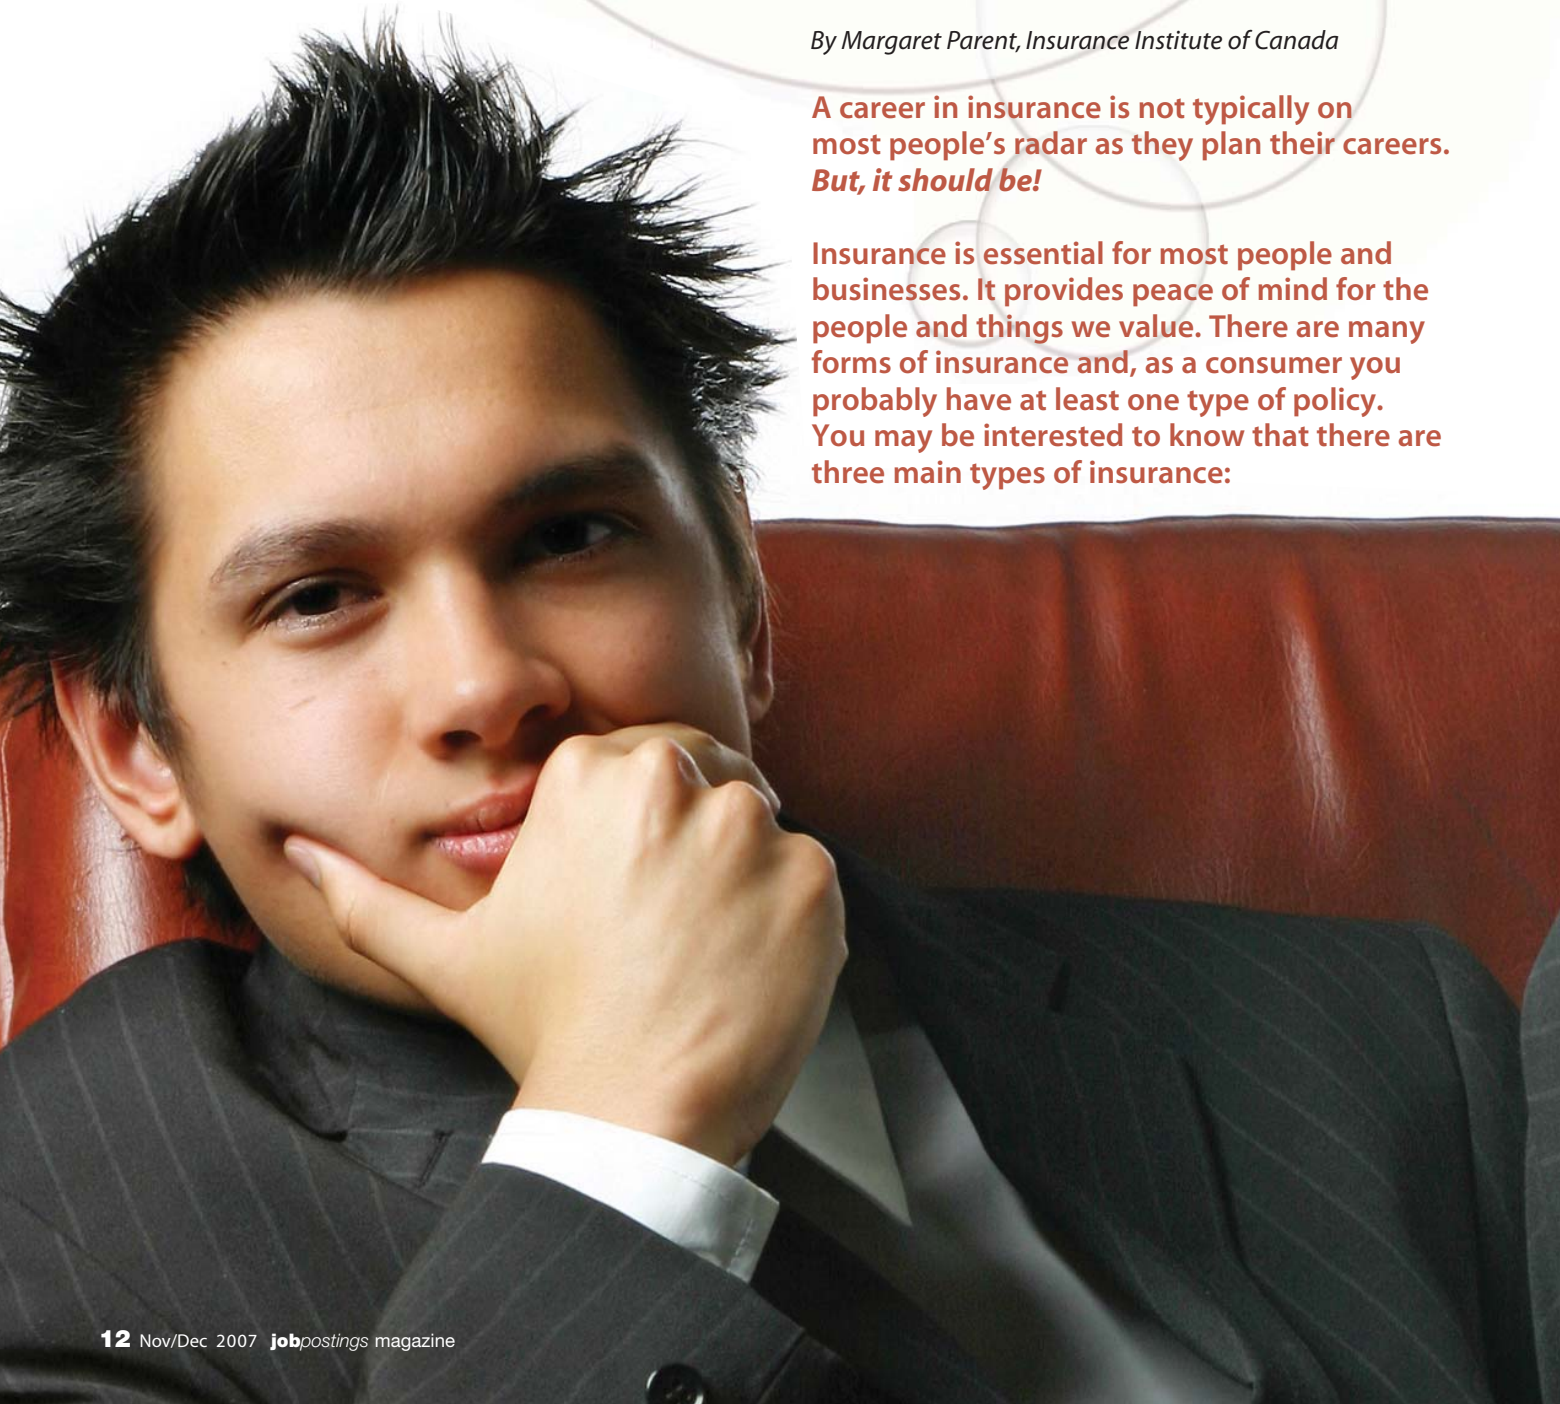 By Margaret Parent, Insurance Institute of Canada
A career in insurance is not typically on
most people’s radar as they plan their careers.
But, it should be!
Insurance is essential for most people and
businesses. It provides peace of mind for the
people and things we value. There are many
forms of insurance and, as a consumer you
probably have at least one type of policy.
You may be interested to know that there are
three main types of insurance:
12 Nov/Dec 2007 jobpostings magazine